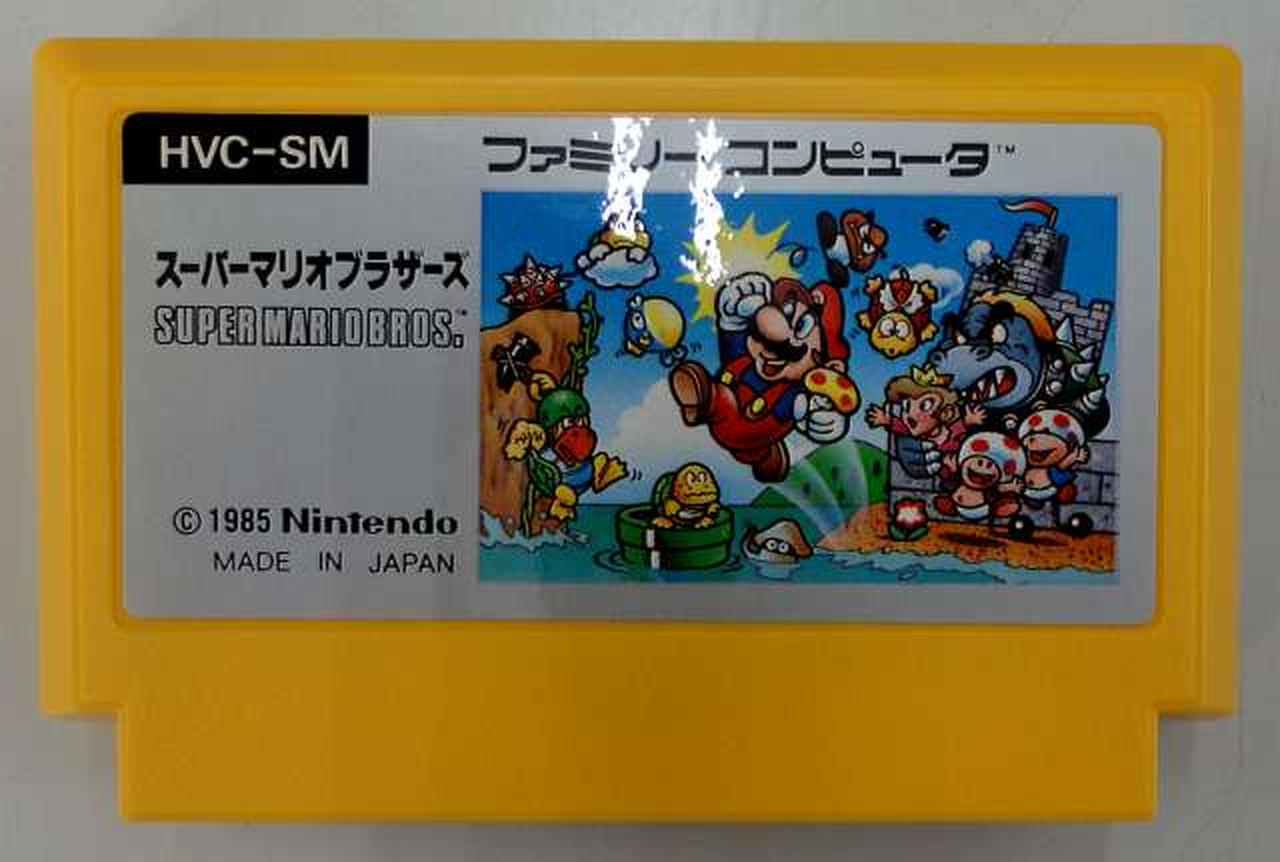 HVC-SM
ファミリーコンピュータ™
スーパーマリオブラザーズ
SUPER MARIO BROS.™
© 1985 Nintendo
MADE IN JAPAN